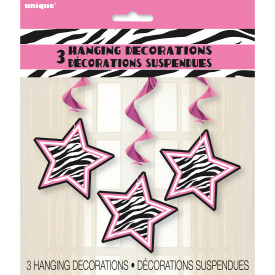 unique®
3 HANGING DECORATIONS
DÉCORATIONS SUSPENDUES
3 HANGING DECORATIONS • DÉCORATIONS SUSPENDUES